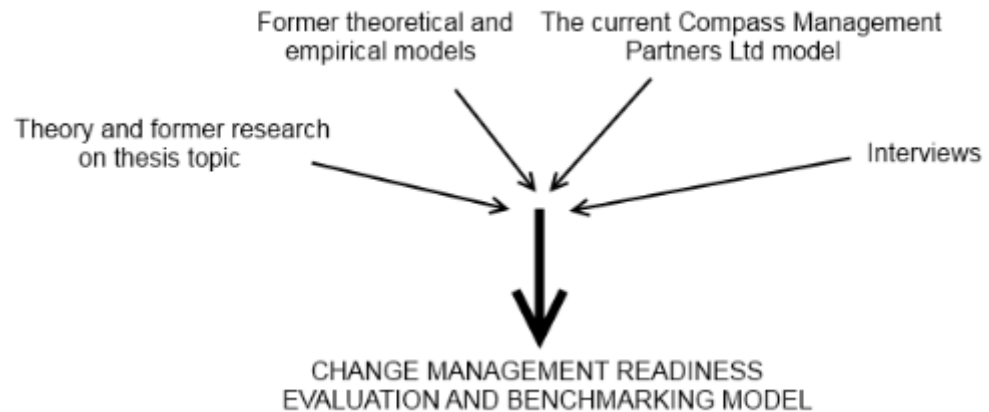 Former theoretical and
empirical models
The current Compass Management
Partners Ltd model
Theory and former research
on thesis topic
Interviews
CHANGE MANAGEMENT READINESS
EVALUATION AND BENCHMARKING MODEL